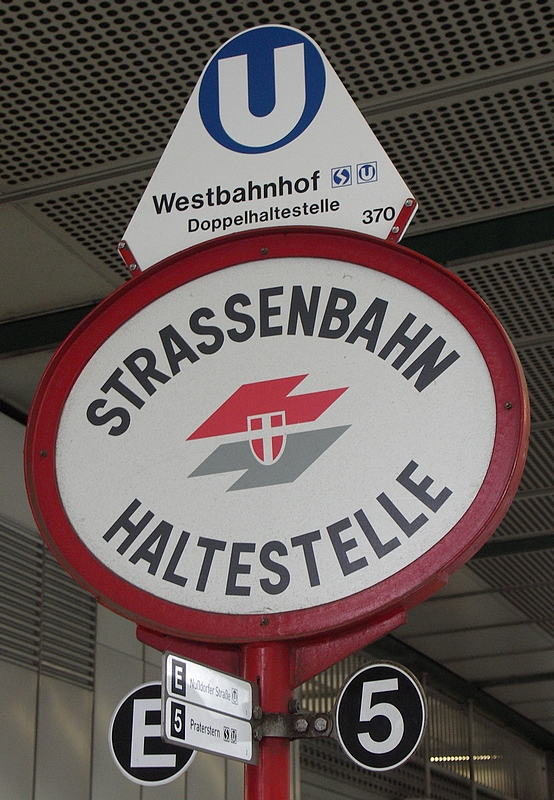 U
Westbahnhof S U
Doppelhaltestelle 370
STRASSENBAHN
HALTESTELLE
E Nußdorfer Straße U
5 Praterstern S U
E
5